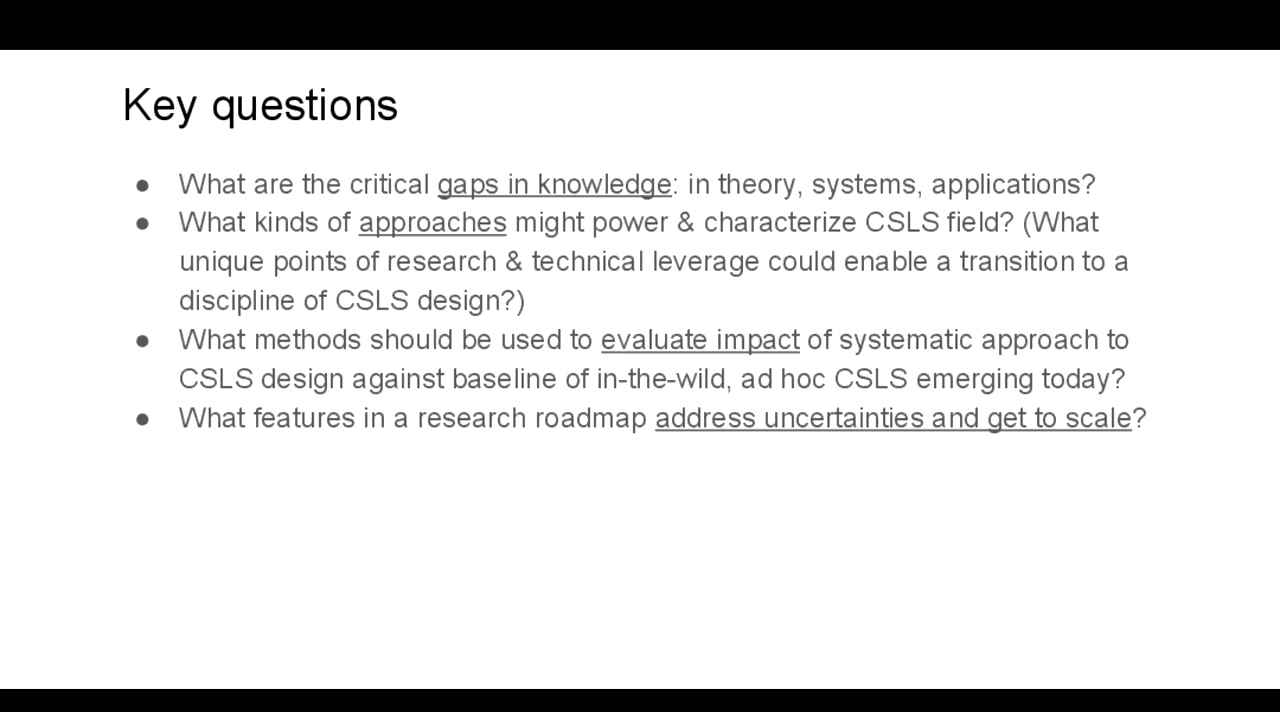 Key questions
● What are the critical gaps in knowledge: in theory, systems, applications?
● What kinds of approaches might power & characterize CSLS field? (What
unique points of research & technical leverage could enable a transition to a
discipline of CSLS design?)
● What methods should be used to evaluate impact of systematic approach to
CSLS design against baseline of in-the-wild, ad hoc CSLS emerging today?
● What features in a research roadmap address uncertainties and get to scale?